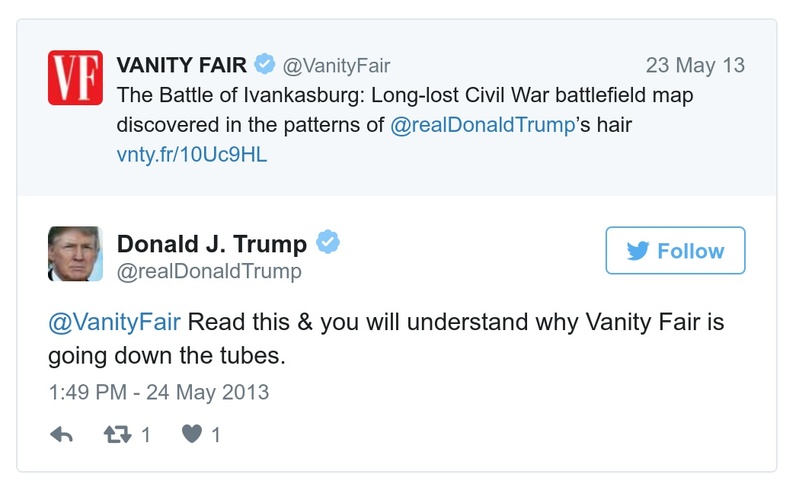 VF
VANITY FAIR @VanityFair 23 May 13
The Battle of Ivankasburg: Long-lost Civil War battlefield map
discovered in the patterns of @realDonaldTrump’s hair
vnty.fr/10Uc9HL
Donald J. Trump
@realDonaldTrump
Follow
@VanityFair Read this & you will understand why Vanity Fair is
going down the tubes.
1:49 PM - 24 May 2013
1 1